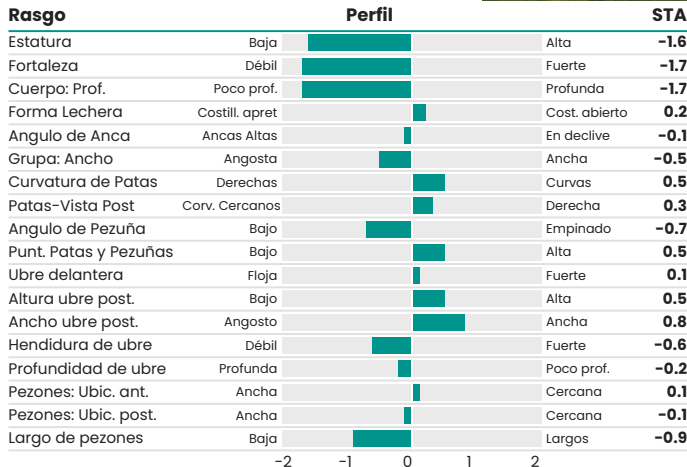 Rasgo Perfil STA
Estatura Baja Alta -1.6
Fortaleza Débil Fuerte -1.7
Cuerpo: Prof. Poco prof. Profunda -1.7
Forma Lechera Costill. apret Cost. abierto 0.2
Angulo de Anca Ancas Altas En declive -0.1
Grupa: Ancho Angosta Ancha -0.5
Curvatura de Patas Derechas Curvas 0.5
Patas-Vista Post Corv. Cercanos Derecha 0.3
Angulo de Pezuña Bajo Empinado -0.7
Punt. Patas y Pezuñas Bajo Alta 0.5
Ubre delantera Floja Fuerte 0.1
Altura ubre post. Bajo Alta 0.5
Ancho ubre post. Angosto Ancha 0.8
Hendidura de ubre Débil Fuerte -0.6
Profundidad de ubre Profunda Poco prof. -0.2
Pezones: Ubic. ant. Ancha Cercana 0.1
Pezones: Ubic. post. Ancha Cercana -0.1
Largo de pezones Baja Largos -0.9
-2 -1 0 1 2